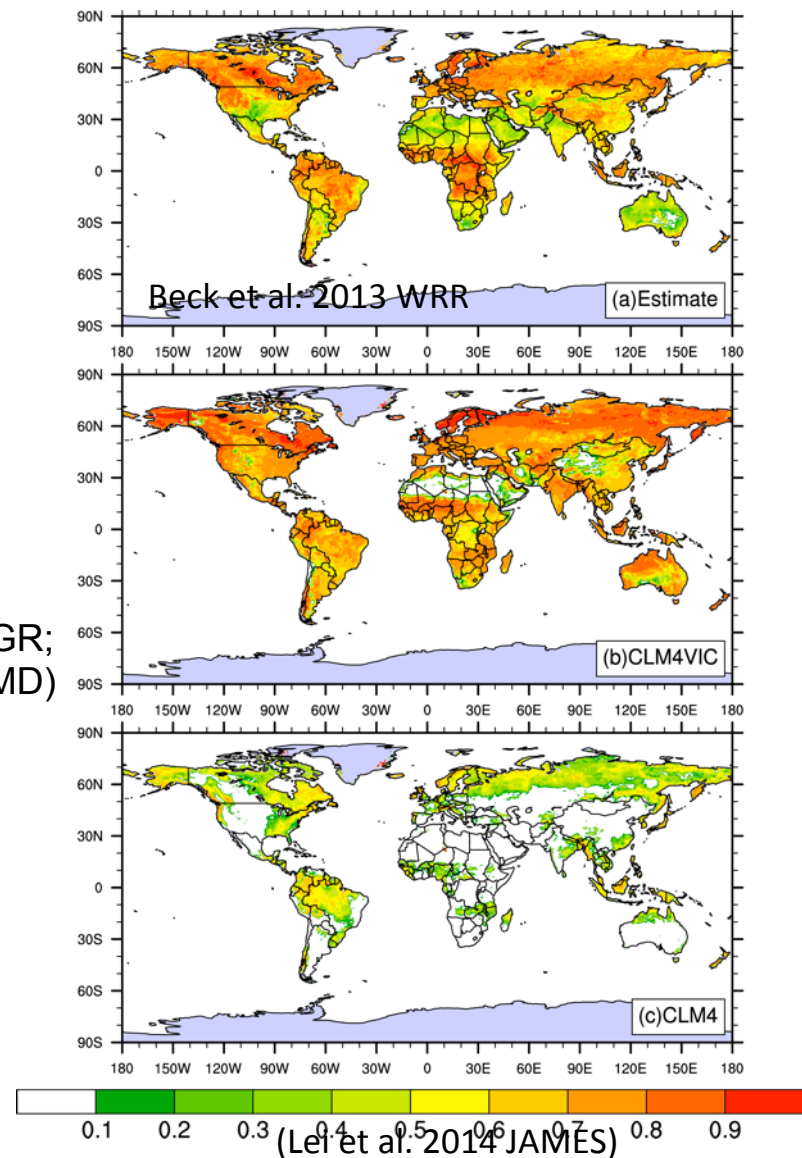 90N
60N
30N
0
30S
60S
90S
Beck et al. 2013 WRR
(a)Estimate
180 150W 120W 90W 60W 30W 0 30E 60E 90E 120E 150E 180
90N
60N
30N
0
30S
60S
90S
GR;
MD)
(b)CLM4VIC
180 150W 120W 90W 60W 30W 0 30E 60E 90E 120E 150E 180
90N
60N
30N
0
30S
60S
90S
(c)CLM4
180 150W 120W 90W 60W 30W 0 30E 60E 90E 120E 150E 180
0.1 0.2 0.3 0.4 0.5 0.6 0.7 0.8 0.9
(Lei et al. 2014 JAMES)